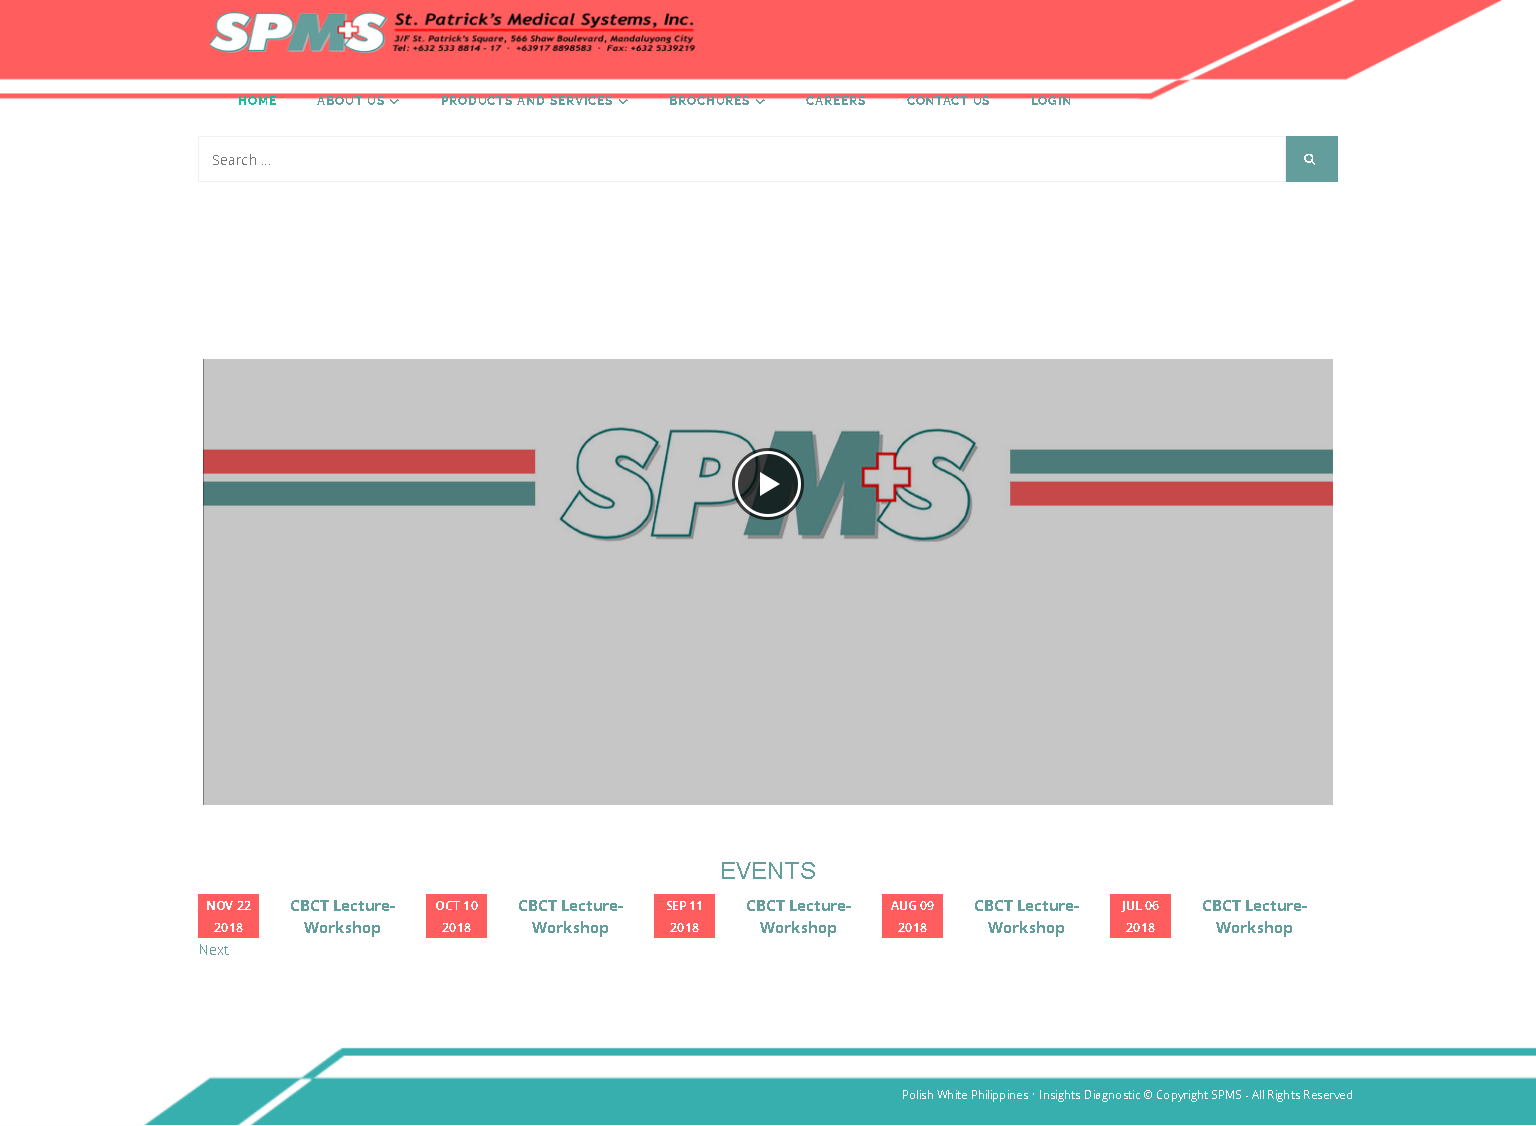 SPMS St. Patrick's Medical Systems, Inc.
3/F St. Patrick's Square, 566 Shaw Boulevard, Mandaluyong City
Tel: +632 533 8814 - 17 · +63917 8898583 · Fax: +632 5339219
HOME ABOUT US PRODUCTS AND SERVICES BROCHURES CAREERS CONTACT US LOGIN
Search ...
SPMS
EVENTS
NOV 22 2018 CBCT Lecture-Workshop
OCT 10 2018 CBCT Lecture-Workshop
SEP 11 2018 CBCT Lecture-Workshop
AUG 09 2018 CBCT Lecture-Workshop
JUL 06 2018 CBCT Lecture-Workshop
Next
Polish White Philippines · Insights Diagnostic © Copyright SPMS - All Rights Reserved